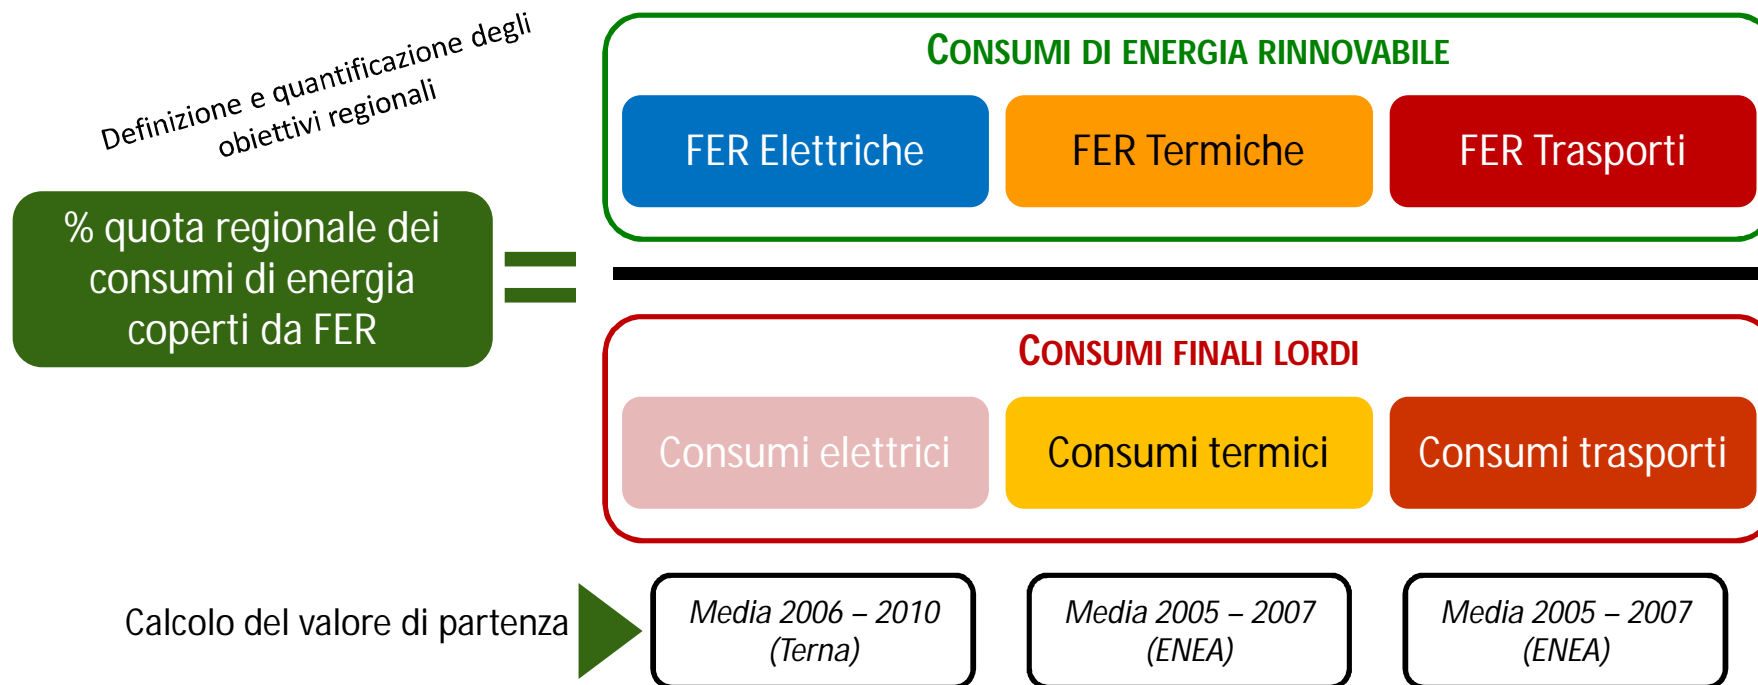 Definizione e quantificazione degli
obiettivi regionali
CONSUMI DI ENERGIA RINNOVABILE
FER Elettriche
FER Termiche
FER Trasporti
% quota regionale dei
consumi di energia
coperti da FER
=
CONSUMI FINALI LORDI
Consumi elettrici
Consumi termici
Consumi trasporti
Calcolo del valore di partenza
Media 2006 – 2010
(Terna)
Media 2005 – 2007
(ENEA)
Media 2005 – 2007
(ENEA)